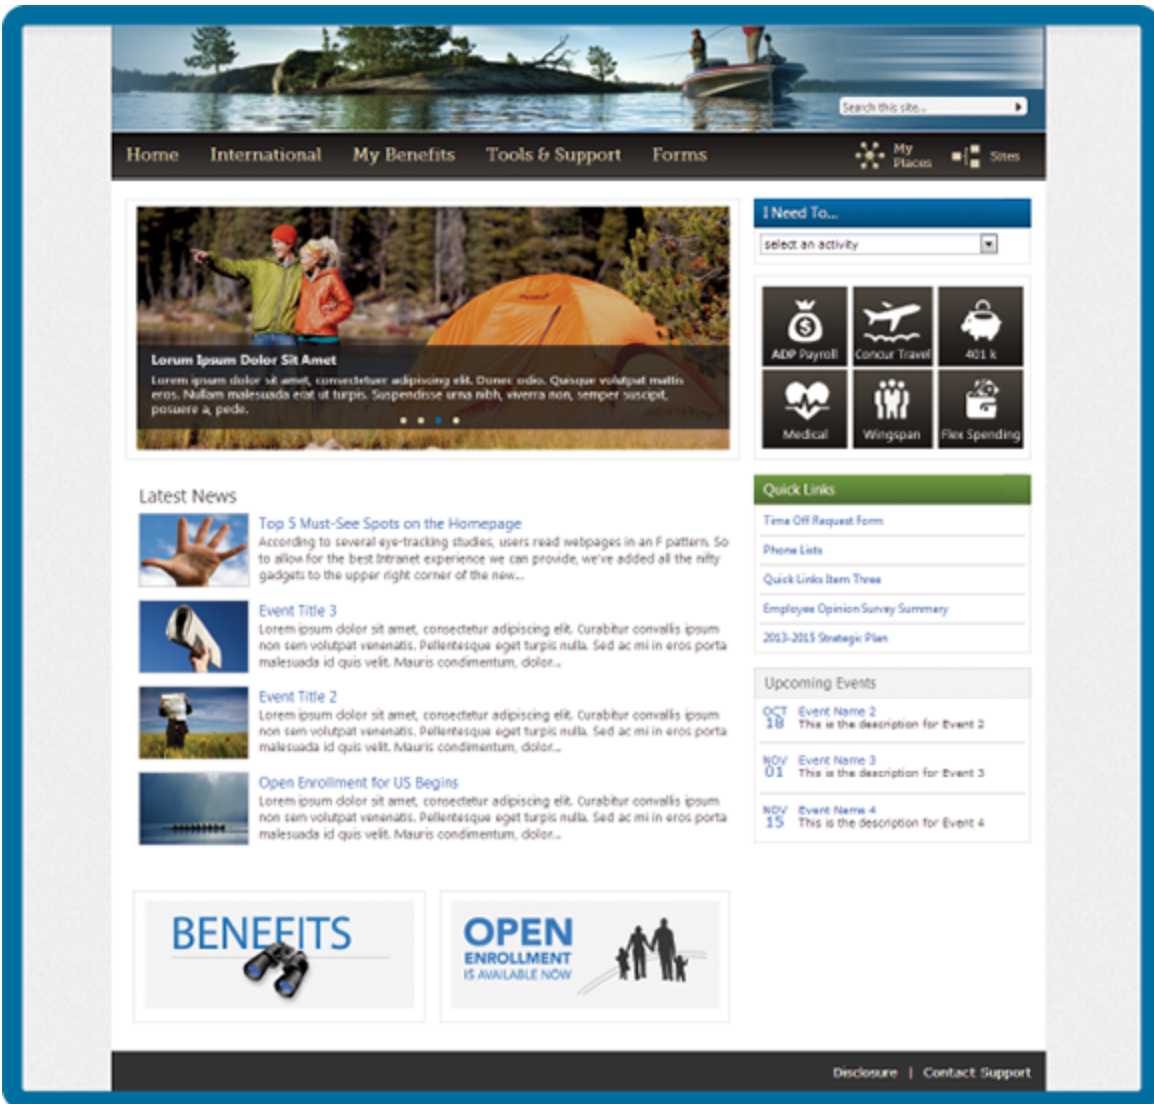 Search this site...
Home International My Benefits Tools & Support Forms My Places Sites
Lorum Ipsum Dolor Sit Amet
Lorem ipsum dolor sit amet, consectetuer adipiscing elit. Donec odio. Quisque volutpat mattis
eros. Nullam malesuada erat ut turpis. Suspendisse urna nibh, viverra non, semper suscipit,
posuere a, pede.
I Need To...
select an activity
ADP Payroll Concur Travel 401 k
Medical Wingspan Flex Spending
Latest News
Top 5 Must-See Spots on the Homepage
According to several eye-tracking studies, users read webpages in an F pattern. So
to allow for the best Intranet experience we can provide, we've added all the nifty
gadgets to the upper right corner of the new...
Event Title 3
Lorem ipsum dolor sit amet, consectetur adipiscing elit. Curabitur convallis ipsum
non sem volutpat venenatis. Pellentesque eget turpis nulla. Sed ac mi in eros porta
malesuada id quis velit. Mauris condimentum, dolor...
Event Title 2
Lorem ipsum dolor sit amet, consectetur adipiscing elit. Curabitur convallis ipsum
non sem volutpat venenatis. Pellentesque eget turpis nulla. Sed ac mi in eros porta
malesuada id quis velit. Mauris condimentum, dolor...
Open Enrollment for US Begins
Lorem ipsum dolor sit amet, consectetur adipiscing elit. Curabitur convallis ipsum
non sem volutpat venenatis. Pellentesque eget turpis nulla. Sed ac mi in eros porta
malesuada id quis velit. Mauris condimentum, dolor...
Quick Links
Time Off Request Form
Phone Lists
Quick Links Item Three
Employee Opinion Survey Summary
2013-2015 Strategic Plan
Upcoming Events
OCT 18 Event Name 2
This is the description for Event 2
NOV 01 Event Name 3
This is the description for Event 3
NOV 15 Event Name 4
This is the description for Event 4
BENEFITS
OPEN
ENROLLMENT
IS AVAILABLE NOW
Disclosure | Contact Support